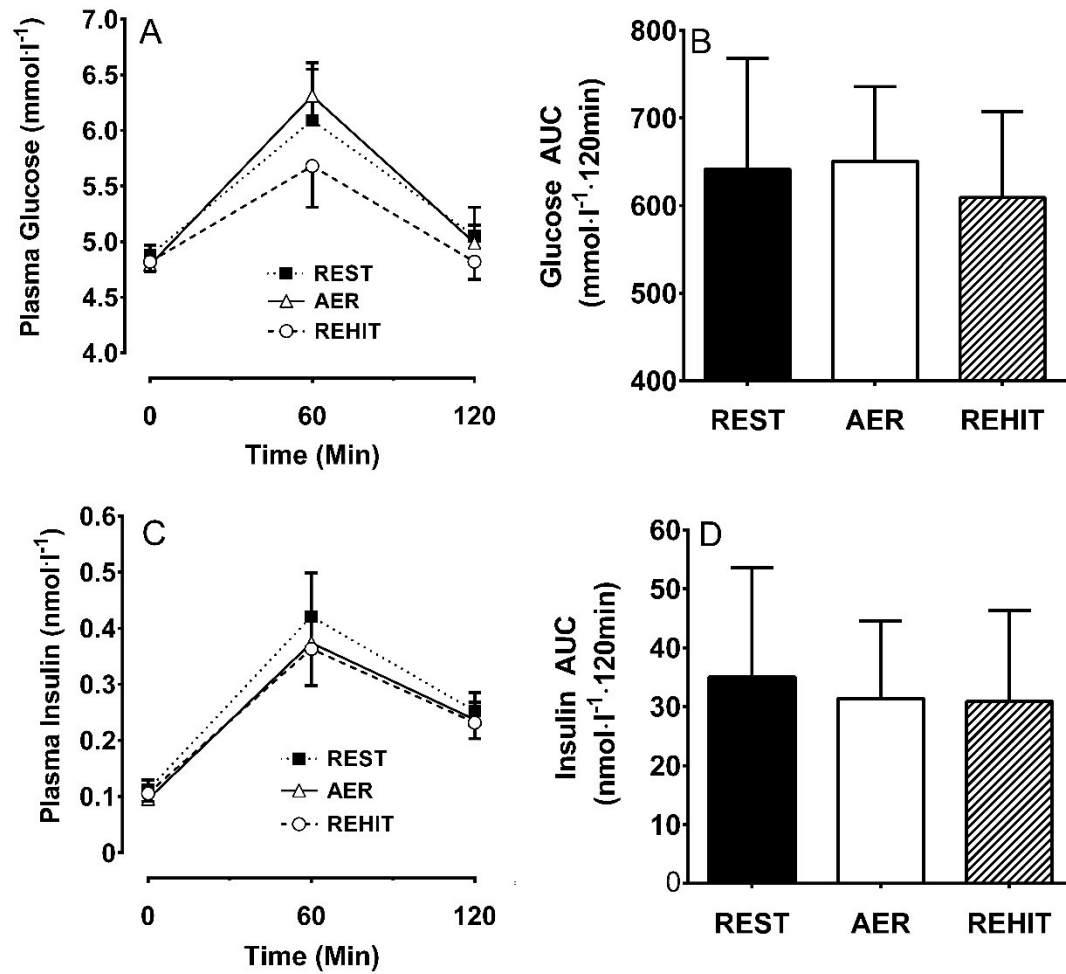 A
Plasma Glucose (mmol·l⁻¹)
7.0
6.5
6.0
5.5
5.0
4.5
4.0
REST
AER
REHIT
0 60 120
Time (Min)
B
Glucose AUC
(mmol·l⁻¹·120min)
800
700
600
500
400
REST AER REHIT
C
Plasma Insulin (nmol·l⁻¹)
0.6
0.5
0.4
0.3
0.2
0.1
0
REST
AER
REHIT
0 60 120
Time (Min)
D
Insulin AUC
(nmol·l⁻¹·120min)
60
50
40
30
20
10
0
REST AER REHIT